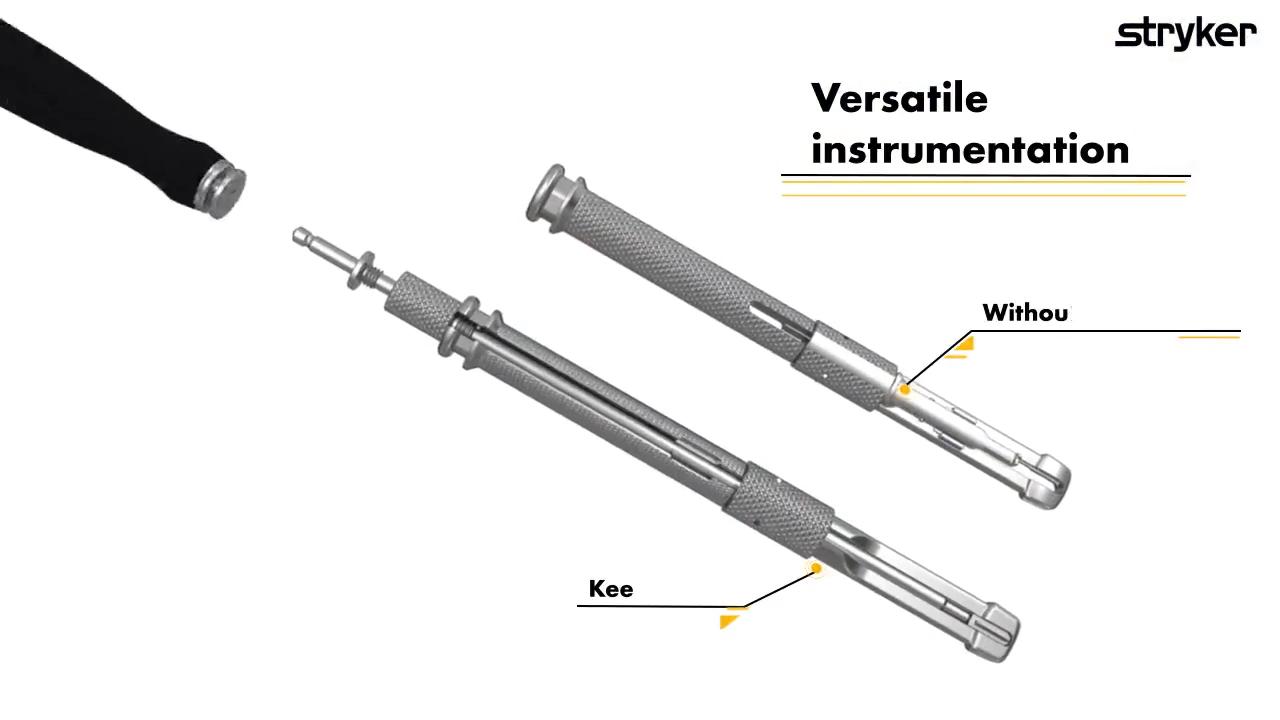 stryker
Versatile
instrumentation
Withou
Kee